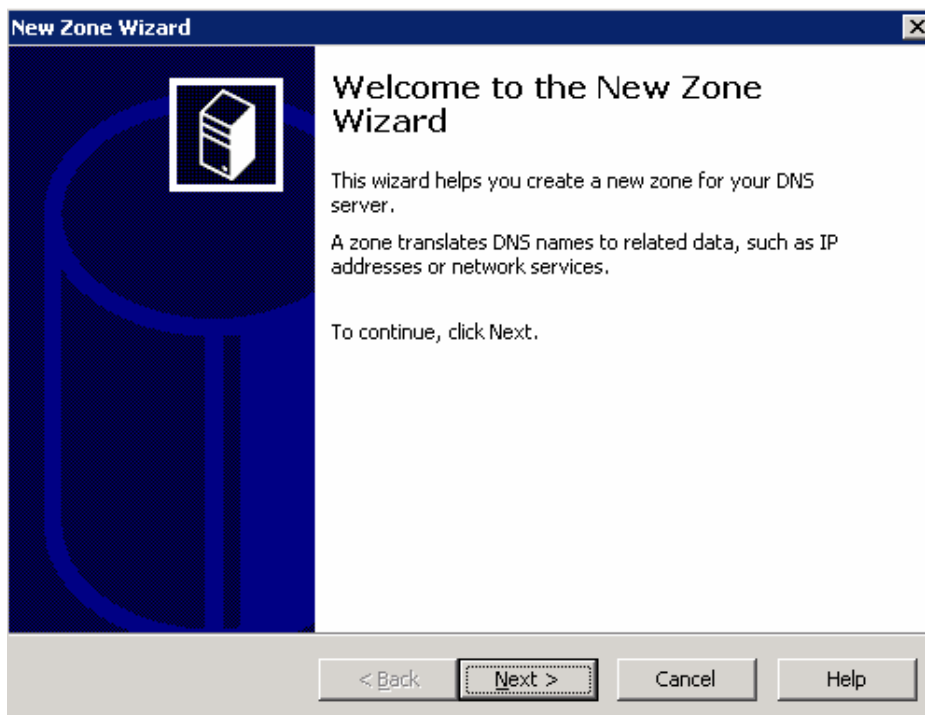 New Zone Wizard
Welcome to the New Zone
Wizard
This wizard helps you create a new zone for your DNS
server.
A zone translates DNS names to related data, such as IP
addresses or network services.
To continue, click Next.
< Back
Next >
Cancel
Help